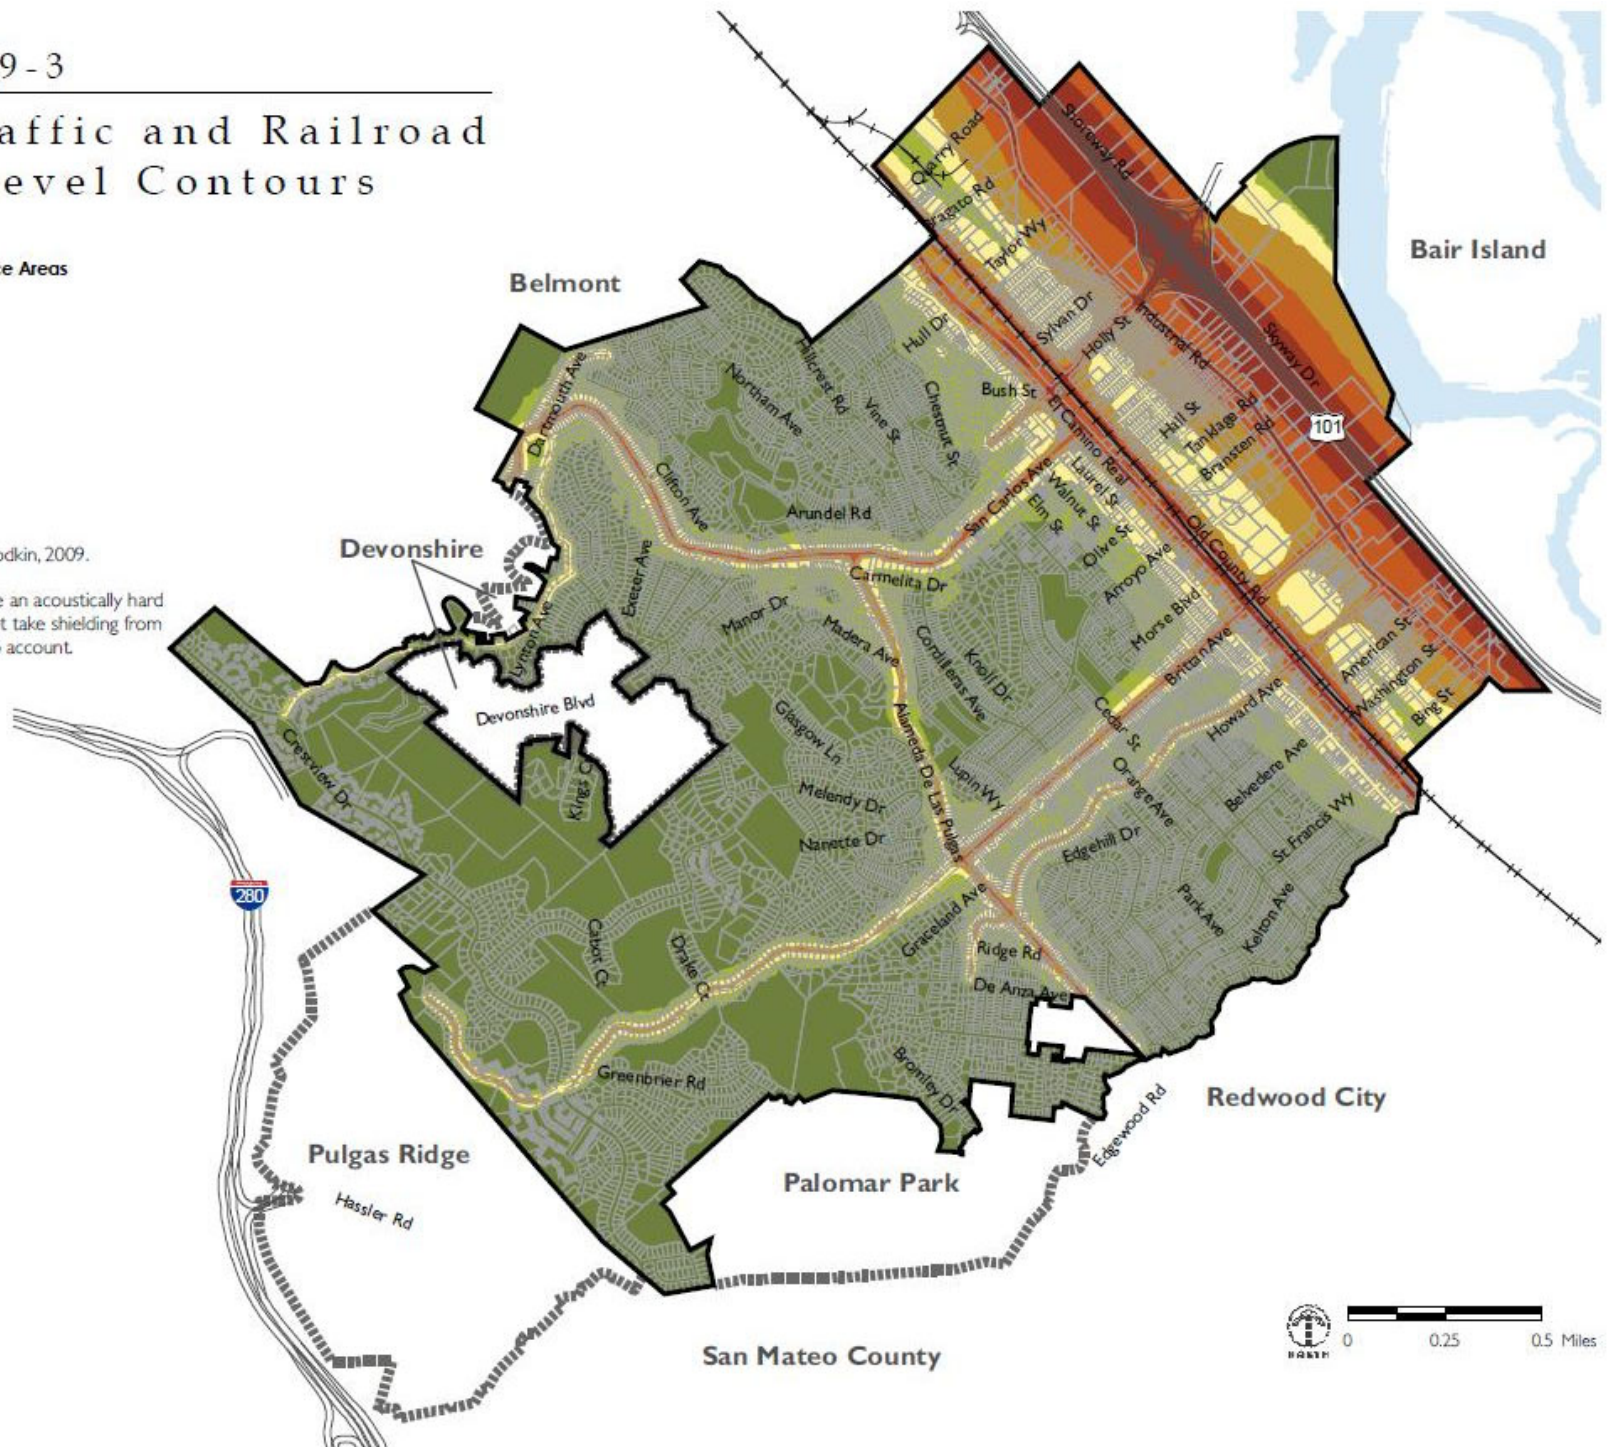 9-3
affic and Railroad
evel Contours
ce Areas
odkin, 2009.
e an acoustically hard
t take shielding from
account.
Belmont
Bair Island
Devonshire
Redwood City
Pulgas Ridge
Palomar Park
San Mateo County
Shoreway Rd
Quarry Road
Bragato Rd
Taylor Wy
Sylvan Dr
Holly St
Industrial Rd
Skyway Dr
101
Hull Dr
Bush St
El Camino Real
Hall St
Tanklage Rd
Bransten Rd
Dartmouth Ave
Northam Ave
Hillcrest Rd
Vine St
Chestnut St
Clifton Ave
Arundel Rd
San Carlos Ave
Laurel St
Walnut St
Elm St
Olive St
Arroyo Ave
Old County Rd
Exeter Ave
Carmelita Dr
Manor Dr
Madera Ave
Cordilleras Ave
Knoll Dr
Morse Blvd
Brittan Ave
American St
Washington St
Bing St
Lynton Ave
Devonshire Blvd
Crestview Dr
Glasgow Ln
Alameda De Las Pulgas
Cedar St
Howard Ave
Orange Ave
Belvedere Ave
Lupin Wy
Melendy Dr
Nanette Dr
Edgehill Dr
St Francis Wy
280
Cabot Ct
Drake Ct
Graceland Ave
Ridge Rd
De Anza Ave
Park Ave
Kelton Ave
Greenbrier Rd
Bromley Dr
Edgewood Rd
Hassler Rd
NORTH
0 0.25 0.5 Miles